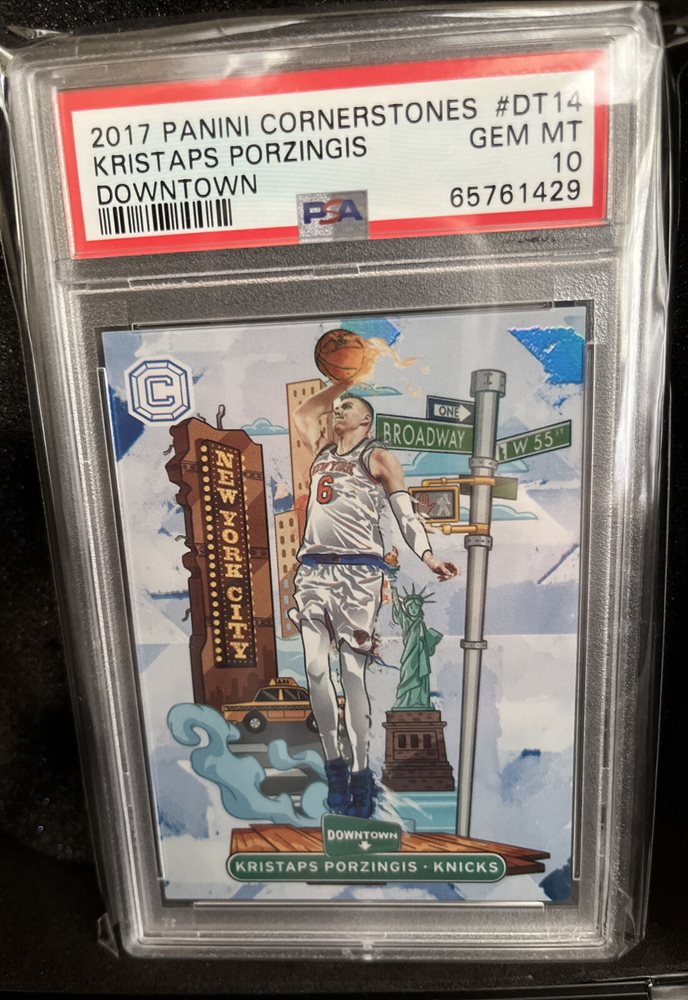 2017 PANINI CORNERSTONES #DT14
KRISTAPS PORZINGIS GEM MT
DOWNTOWN 10
PSA 65761429
C
ONE
BROADWAY
W 55 ST
NEW YORK CITY
NEW YORK
6
TAXI
DOWNTOWN
KRISTAPS PORZINGIS · KNICKS